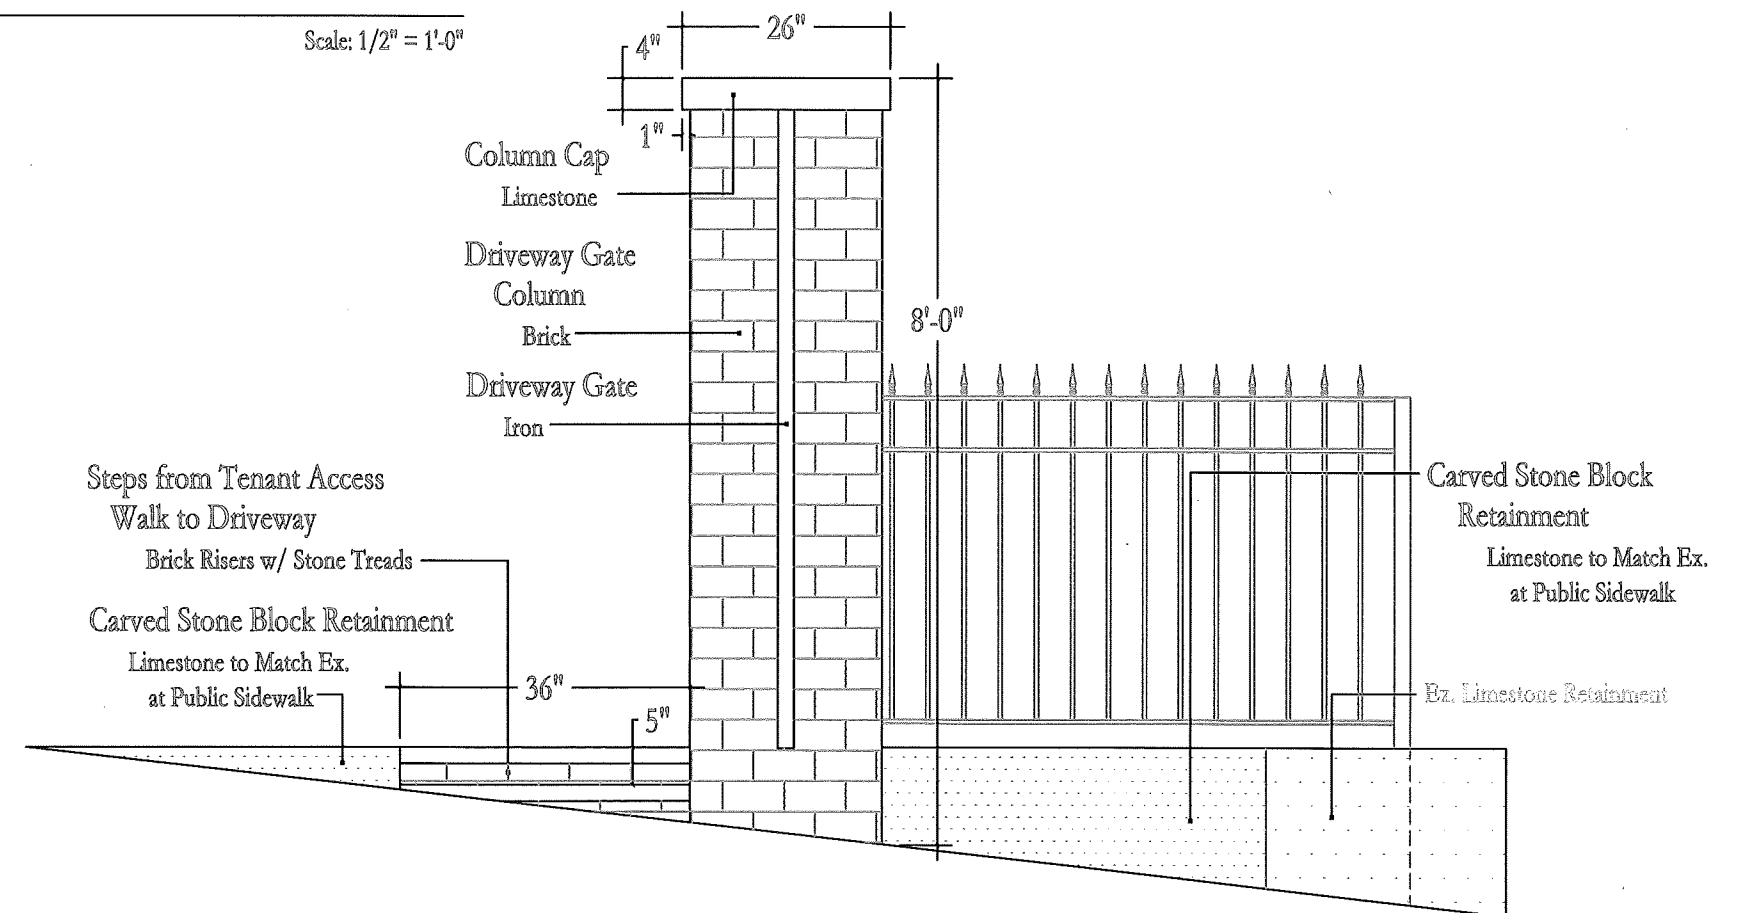 Scale: 1/2" = 1'-0"
26"
4"
1"
Column Cap
Limestone
Driveway Gate
Column
Brick
8'-0"
Driveway Gate
Iron
Steps from Tenant Access
Walk to Driveway
Brick Risers w/ Stone Treads
Carved Stone Block Retainment
Limestone to Match Ex.
at Public Sidewalk
36"
5"
Carved Stone Block
Retainment
Limestone to Match Ex.
at Public Sidewalk
Ex. Limestone Retainment